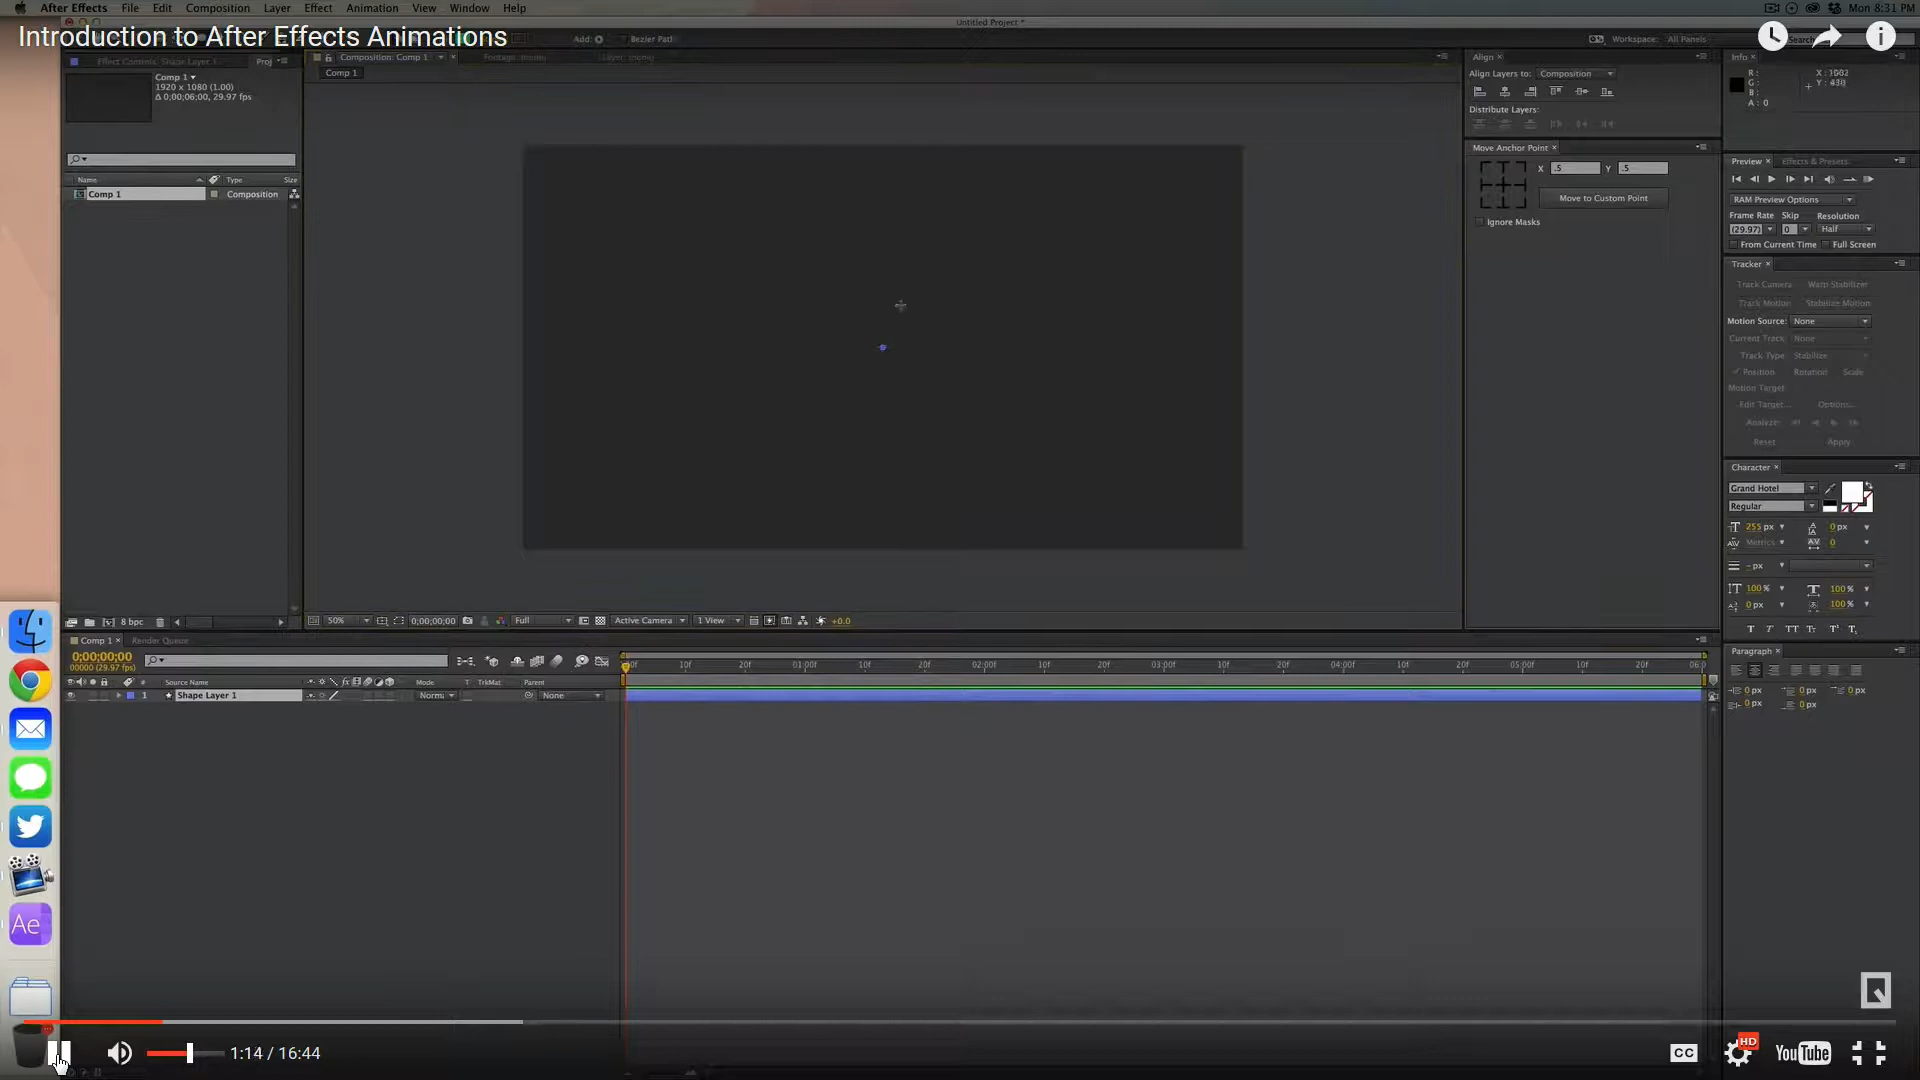 After Effects File Edit Composition Layer Effect Animation View Window Help
Mon 8:31 PM
Untitled Project *
Introduction to After Effects Animations
Add:
Bezier Path
Workspace: All Panels
Effect Controls: Shape Layer 1
Proj
Composition: Comp 1
Footage: (none)
Layer: (none)
Comp 1
Comp 1
1920 x 1080 (1.00)
Δ 0;00;06;00, 29.97 fps
Name Type Size
Comp 1 Composition
8 bpc
50% 0;00;00;00 Full Active Camera 1 View +0.0
Align
Align Layers to: Composition
Distribute Layers:
Move Anchor Point
X .5 Y .5
Move to Custom Point
Ignore Masks
Info
R:
G:
B:
A: 0
X: 1002
Y: 430
Preview Effects & Presets
RAM Preview Options
Frame Rate Skip Resolution
(29.97) 0 Half
From Current Time Full Screen
Tracker
Track Camera Warp Stabilizer
Track Motion Stabilize Motion
Motion Source: None
Current Track: None
Track Type: Stabilize
Position Rotation Scale
Motion Target:
Edit Target... Options...
Analyze:
Reset Apply
Character
Grand Hotel
Regular
255 px 0 px
Metrics 0
- px
100% 100%
0 px 100%
Paragraph
0 px 0 px 0 px
0 px 0 px
Comp 1 Render Queue
0;00;00;00
00000 (29.97 fps)
# Source Name Mode T TrkMat Parent
1 Shape Layer 1 None
10f 20f 01:00f 10f 20f 02:00f 10f 20f 03:00f 10f 20f 04:00f 10f 20f 05:00f 10f 20f
Ae
1:14 / 16:44
CC
HD
YouTube